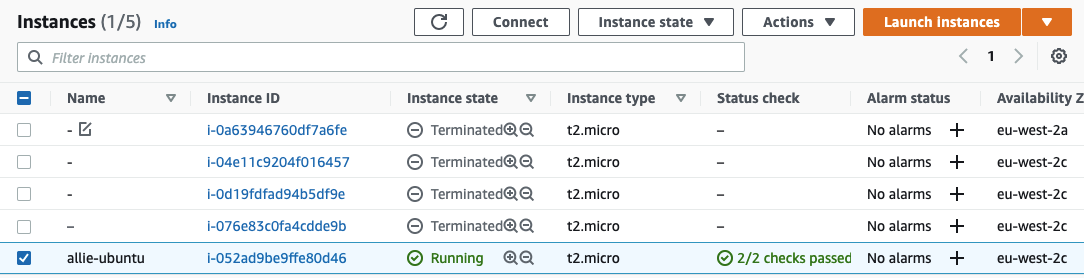 Instances (1/5) Info Connect Instance state Actions Launch instances
Filter instances 1
Name Instance ID Instance state Instance type Status check Alarm status Availability Z
- i-0a63946760df7a6fe Terminated t2.micro – No alarms + eu-west-2a
- i-04e11c9204f016457 Terminated t2.micro – No alarms + eu-west-2c
- i-0d19fdfad94b5df9e Terminated t2.micro – No alarms + eu-west-2c
– i-076e83c0fa4cdde9b Terminated t2.micro – No alarms + eu-west-2c
allie-ubuntu i-052ad9be9ffe80d46 Running t2.micro 2/2 checks passed No alarms + eu-west-2c